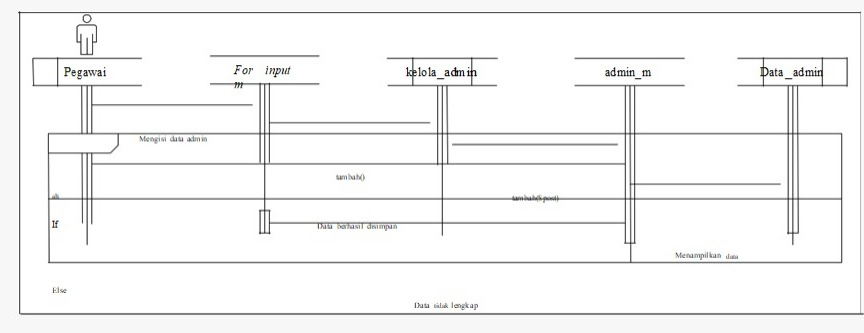 Pegawai
For input
m
kelola_admin
admin_m
Data_admin
Mengisi data admin
tambah()
alt
tambah($post)
If
Data berhasil disimpan
Menampilkan data
Else
Data tidak lengkap